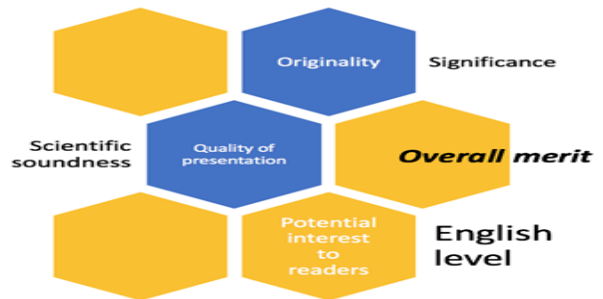 Originality
Significance
Scientific
soundness
Quality of
presentation
Overall merit
Potential
interest
to
readers
English
level